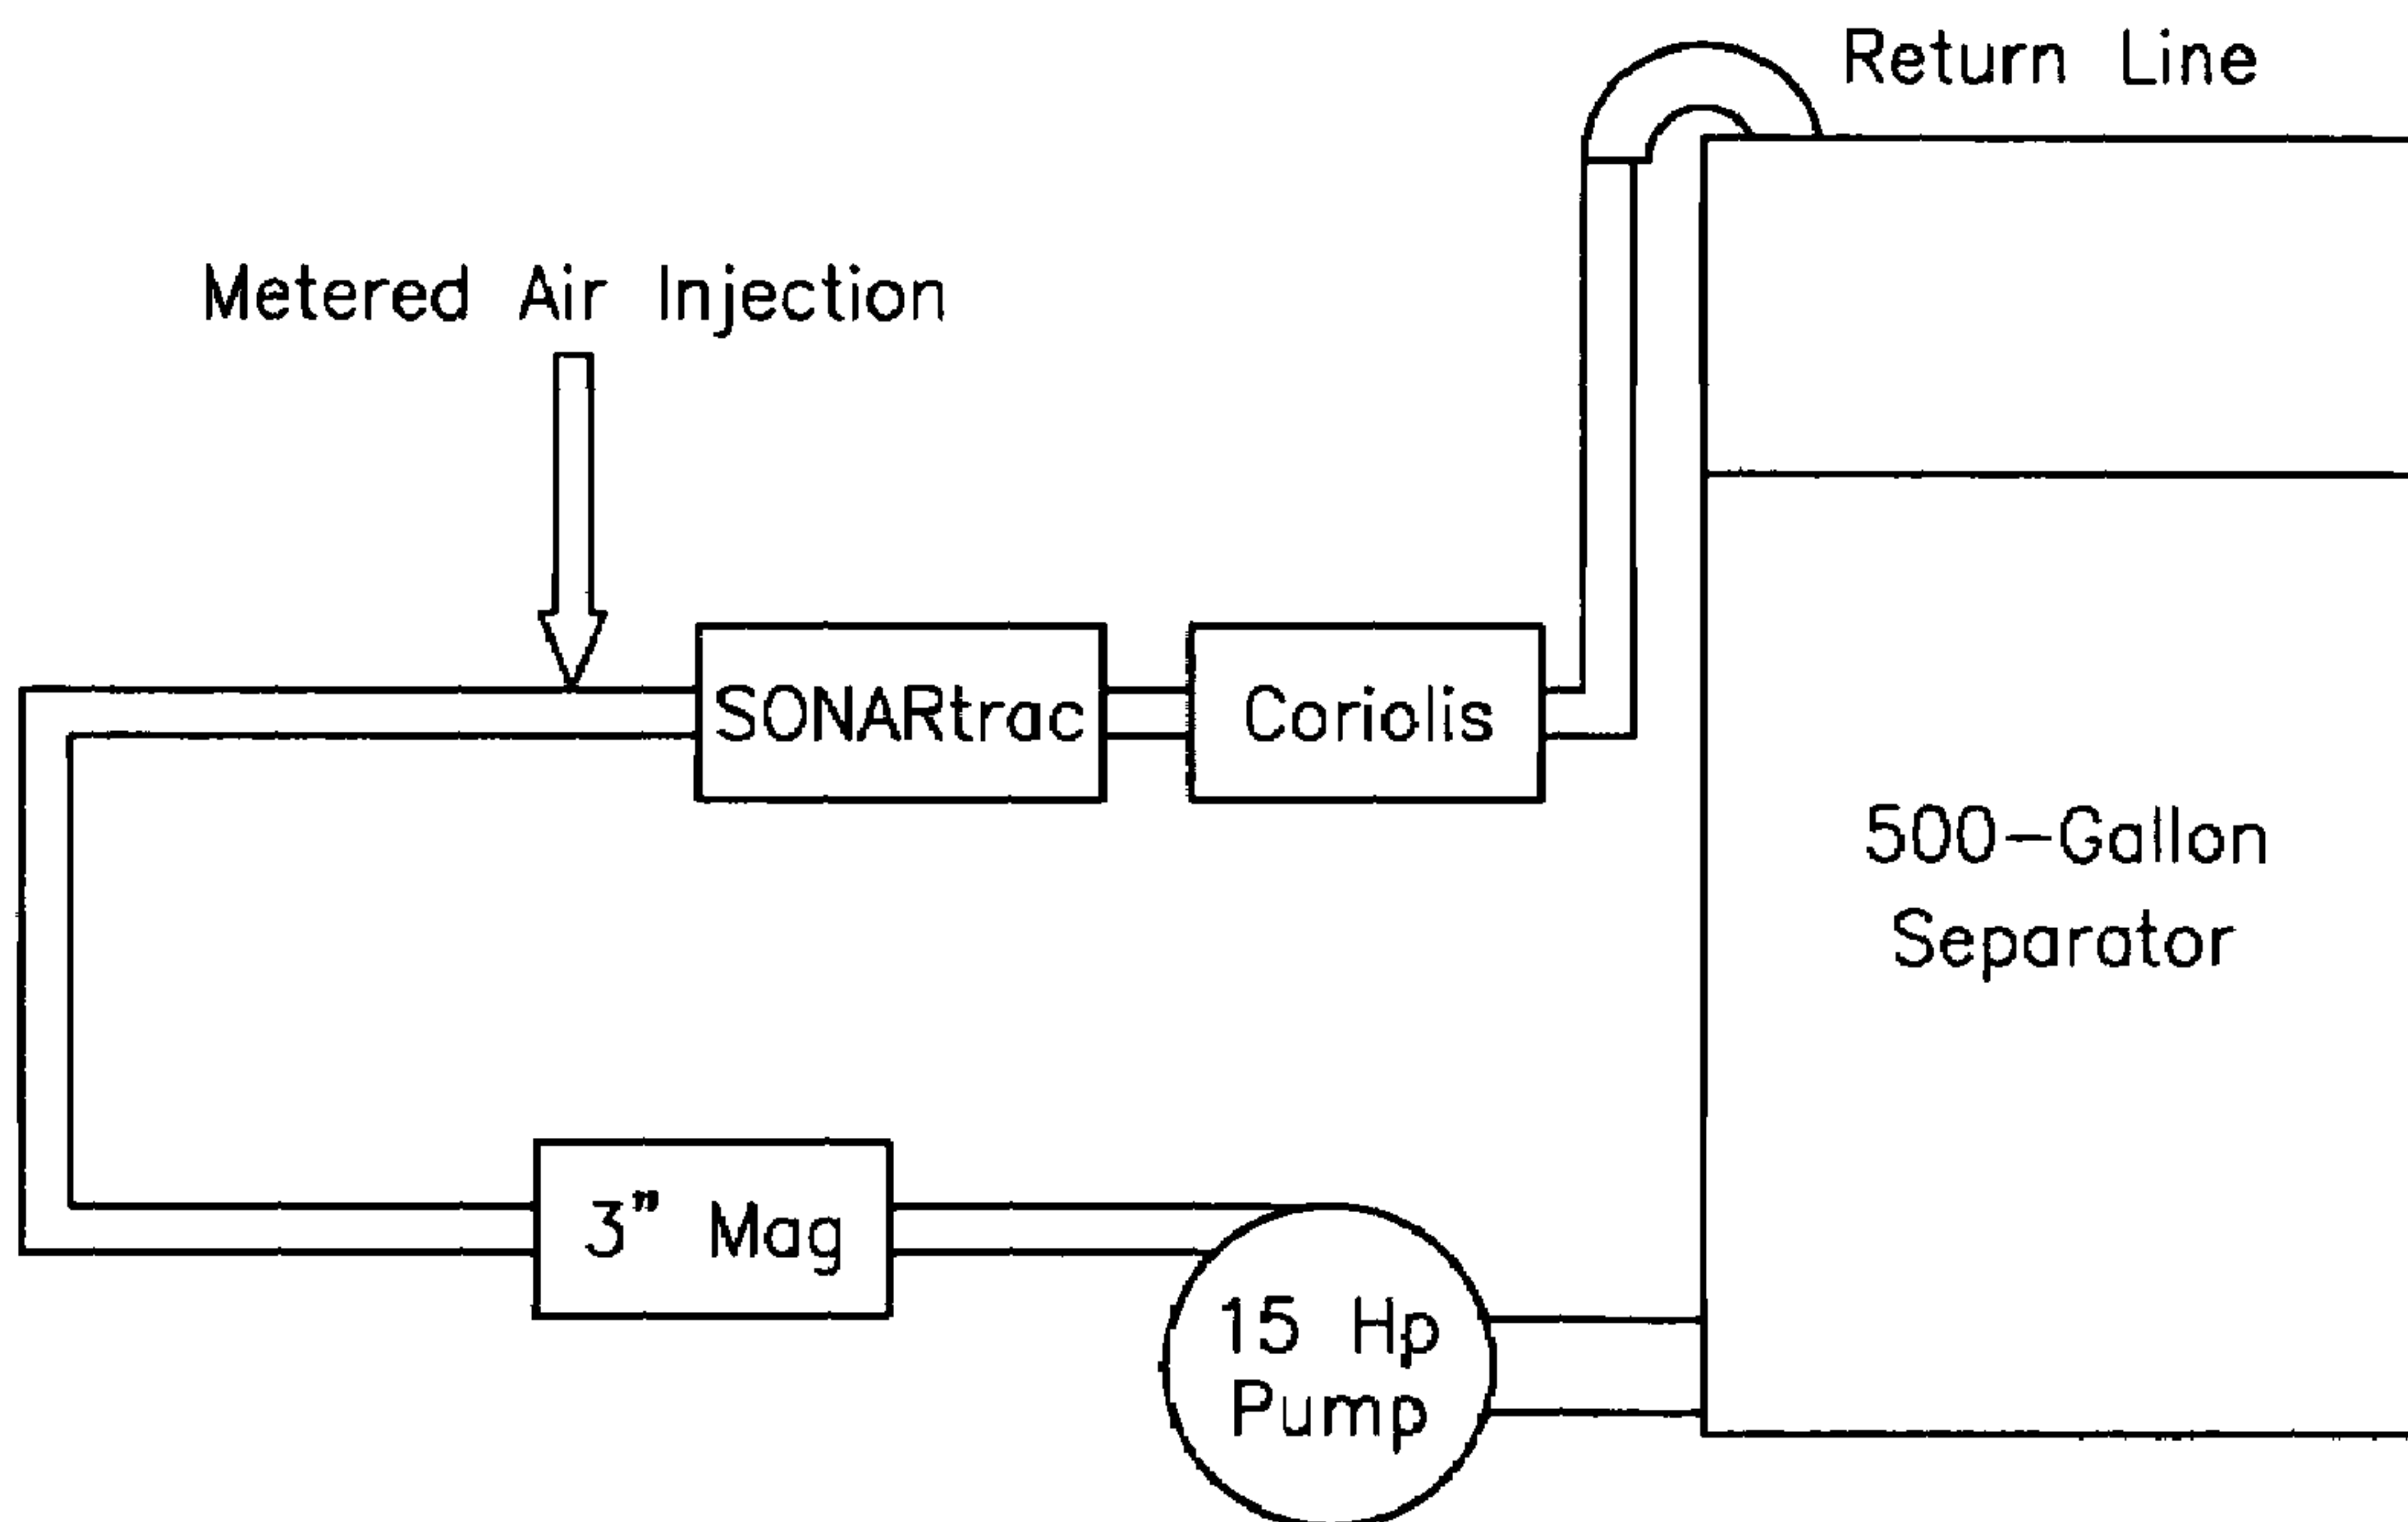 Return Line
Metered Air Injection
SONARtrac
Coriolis
500-Gallon
Separator
3" Mag
15 Hp
Pump